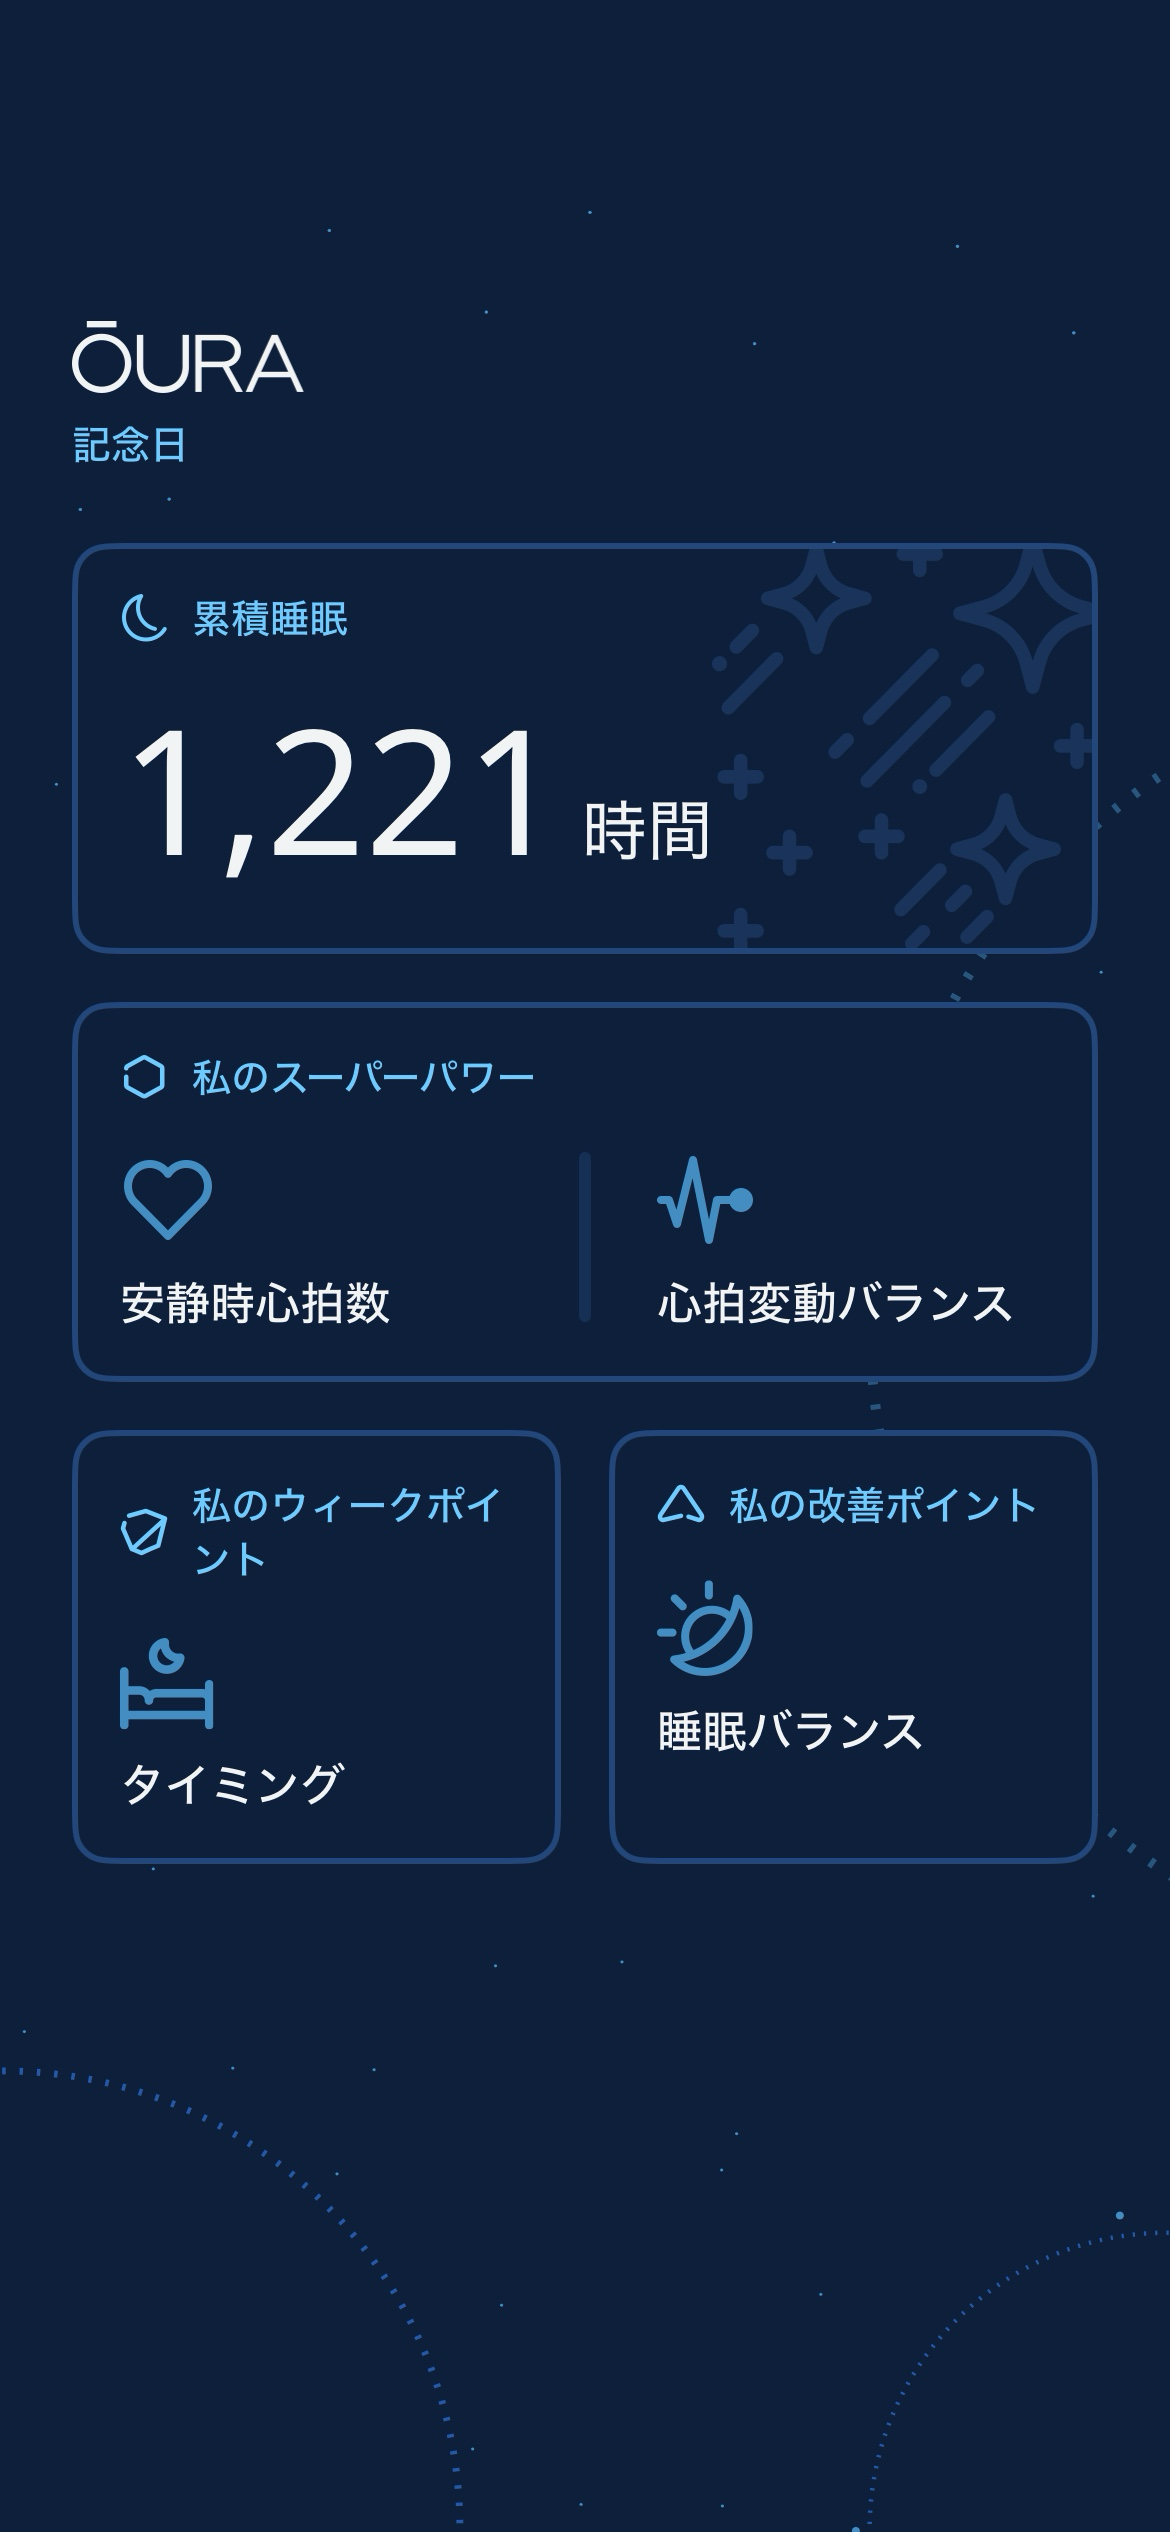 ŌURA
記念日
累積睡眠
1,221 時間
私のスーパーパワー
安静時心拍数
心拍変動バランス
私のウィークポイ
ント
タイミング
私の改善ポイント
睡眠バランス